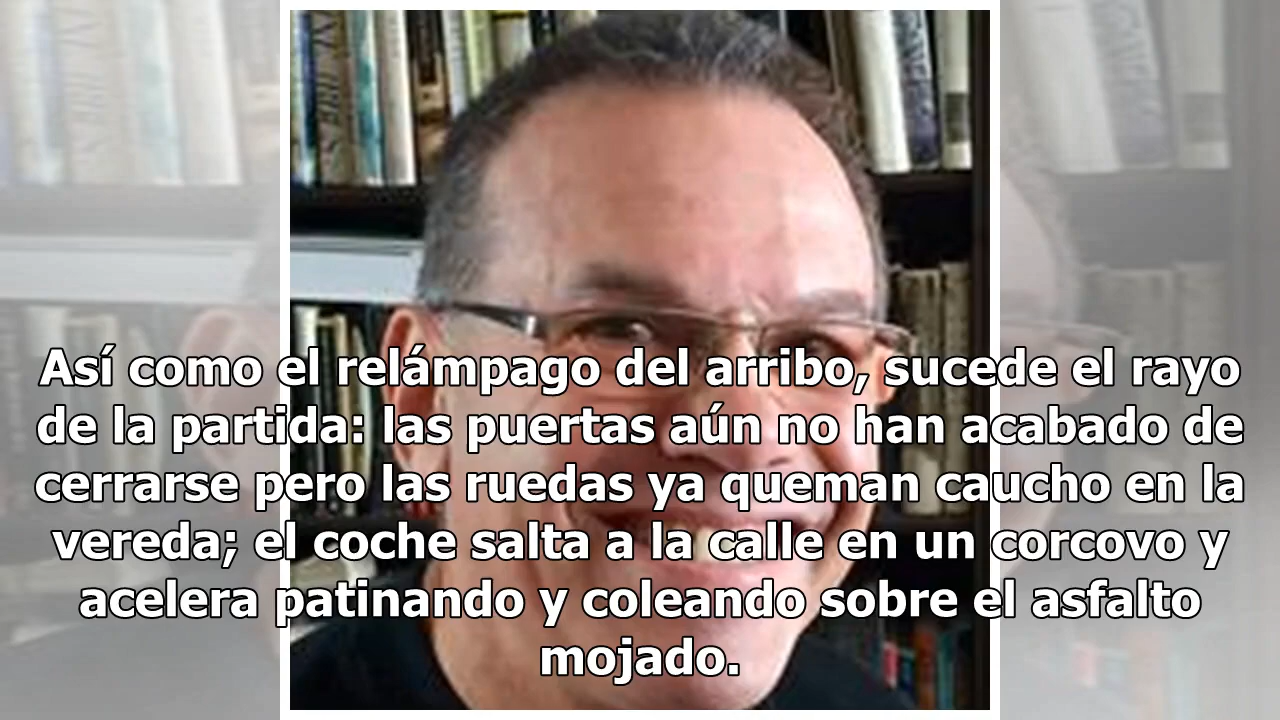 Así como el relámpago del arribo, sucede el rayo
de la partida: las puertas aún no han acabado de
cerrarse pero las ruedas ya queman caucho en la
vereda; el coche salta a la calle en un corcovo y
acelera patinando y coleando sobre el asfalto
mojado.